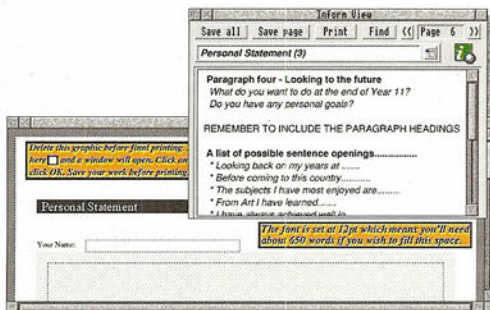 Inform View
Save all Save page Print Find << Page 6 >>
Personal Statement (3)
Paragraph four - Looking to the future
What do you want to do at the end of Year 11?
Do you have any personal goals?
REMEMBER TO INCLUDE THE PARAGRAPH HEADINGS
A list of possible sentence openings...............
* Looking back on my years at .......
* Before coming to this country...........
* The subjects I have most enjoyed are.........
* From Art I have learned.......
* I have always achieved well in
Delete this graphic before final printing.
here and a window will open. Click on
click OK. Save your work before printing.
Personal Statement
The font is set at 12pt which means you'll need
about 650 words if you wish to fill this space.
Your Name: